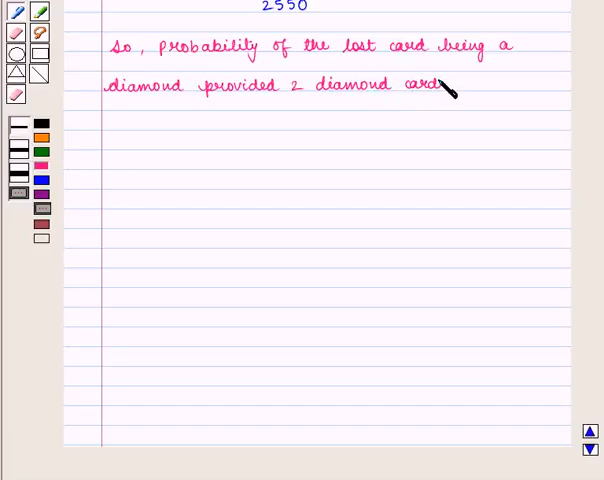 2550
So, probability of the lost card being a
diamond provided 2 diamond card